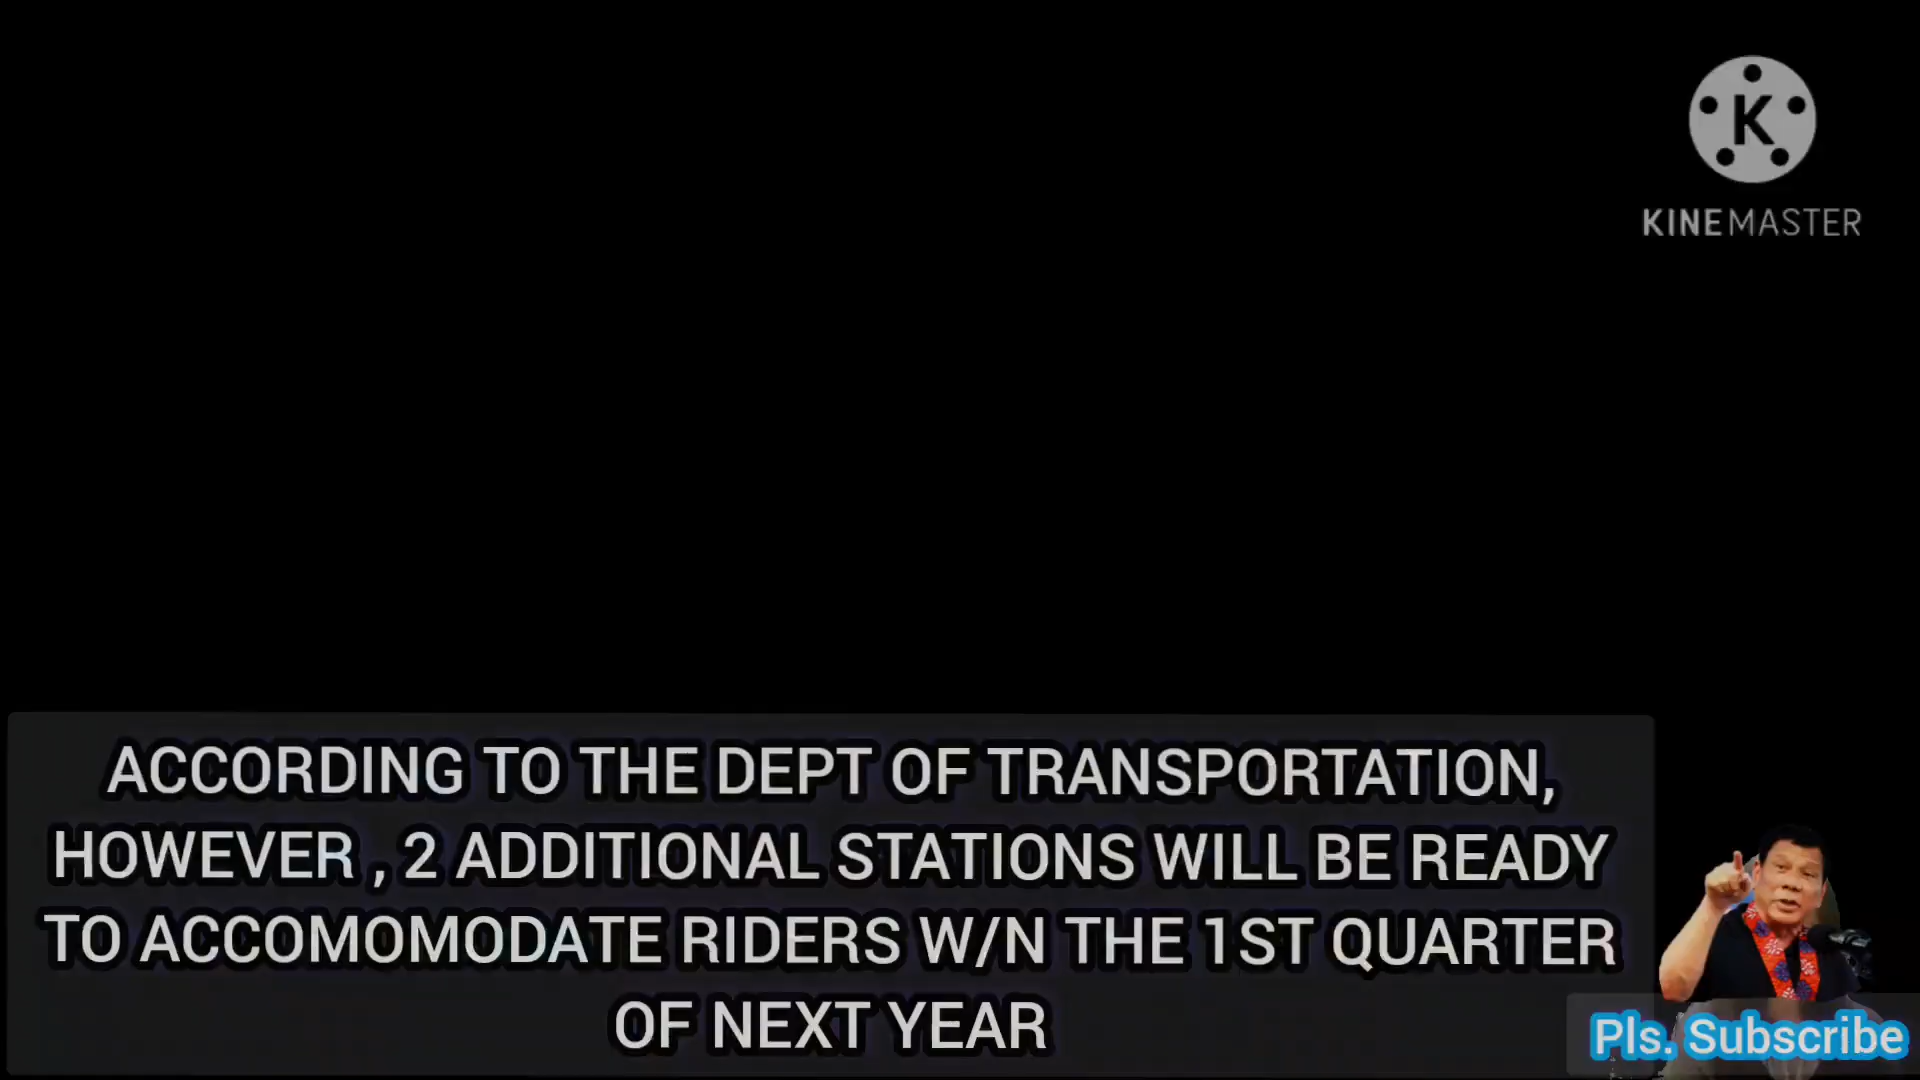 K
KINEMASTER
ACCORDING TO THE DEPT OF TRANSPORTATION,
HOWEVER , 2 ADDITIONAL STATIONS WILL BE READY
TO ACCOMOMODATE RIDERS W/N THE 1ST QUARTER
OF NEXT YEAR
Pls. Subscribe